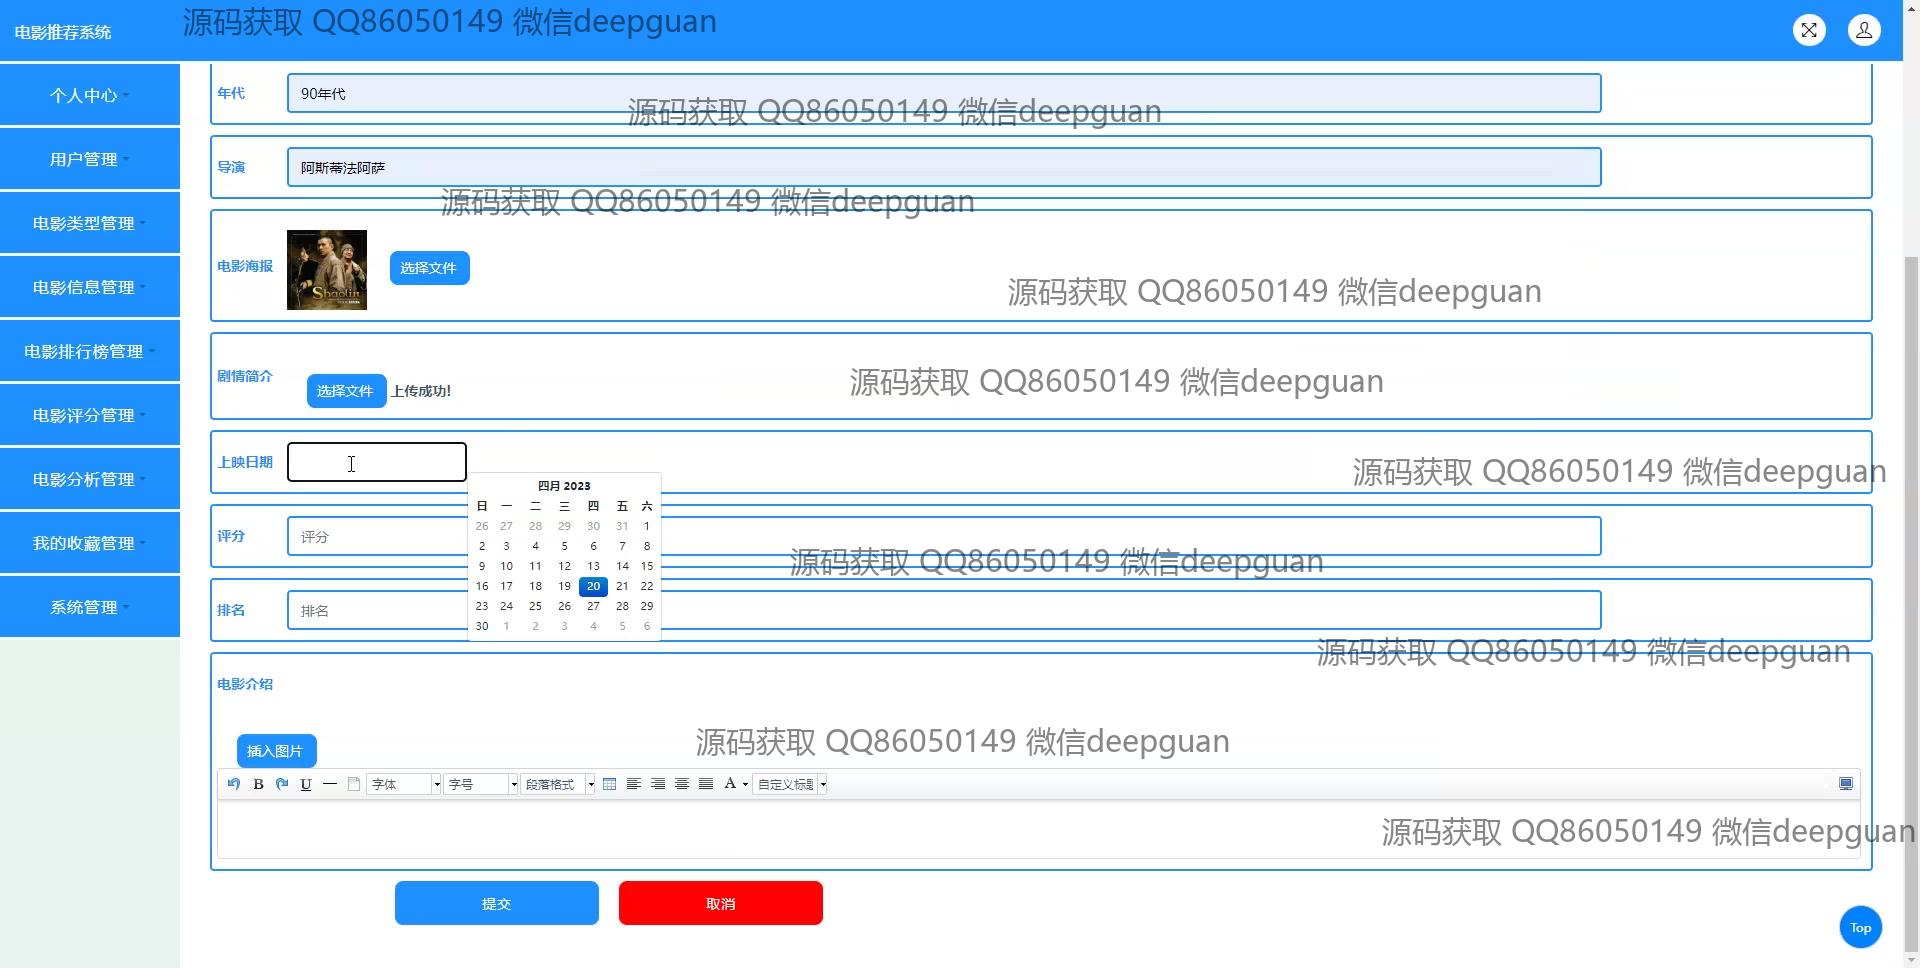 电影推荐系统
源码获取 QQ86050149 微信deepguan
个人中心
用户管理
电影类型管理
电影信息管理
电影排行榜管理
电影评分管理
电影分析管理
我的收藏管理
系统管理
年代
90年代
源码获取 QQ86050149 微信deepguan
导演
阿斯蒂法阿萨
源码获取 QQ86050149 微信deepguan
电影海报
Shaolin
选择文件
源码获取 QQ86050149 微信deepguan
剧情简介
选择文件 上传成功!
源码获取 QQ86050149 微信deepguan
上映日期
源码获取 QQ86050149 微信deepguan
四月 2023
日 一 二 三 四 五 六
26 27 28 29 30 31 1
2 3 4 5 6 7 8
9 10 11 12 13 14 15
16 17 18 19 20 21 22
23 24 25 26 27 28 29
30 1 2 3 4 5 6
评分
评分
源码获取 QQ86050149 微信deepguan
排名
排名
源码获取 QQ86050149 微信deepguan
电影介绍
源码获取 QQ86050149 微信deepguan
插入图片
B U 字体 字号 段落格式 A 自定义标题
源码获取 QQ86050149 微信deepguan
提交 取消
Top